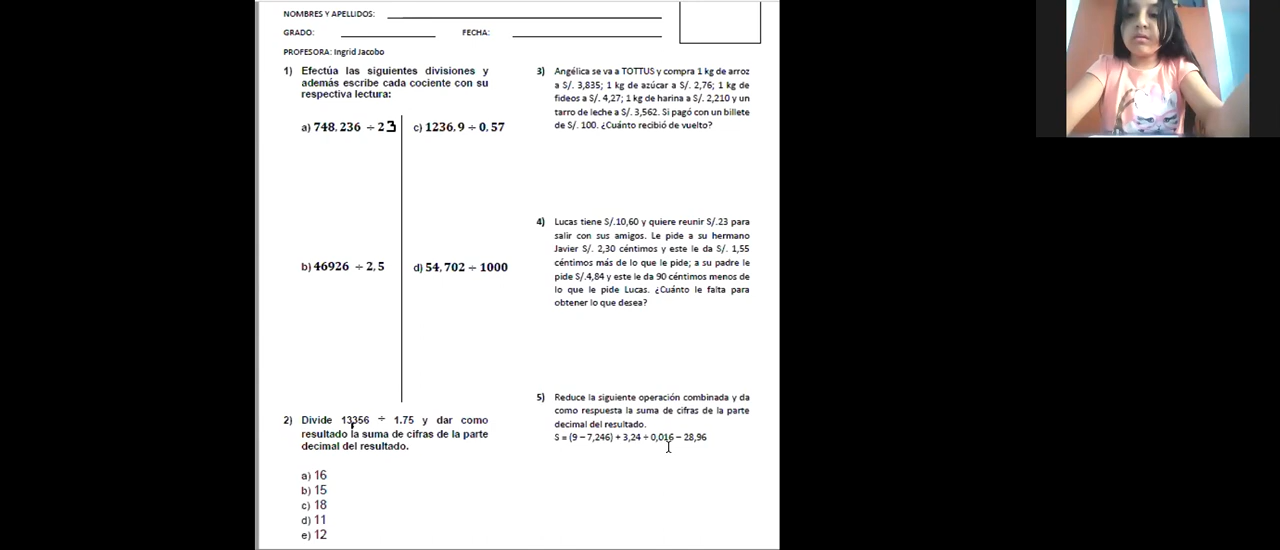 NOMBRES Y APELLIDOS:
GRADO: FECHA:
PROFESORA: Ingrid Jacobo
1) Efectúa las siguientes divisiones y
además escribe cada cociente con su
respectiva lectura:
a) 748,236 ÷ 23 c) 1236,9 ÷ 0,57
b) 46926 ÷ 2,5 d) 54,702 ÷ 1000
2) Divide 13356 ÷ 1.75 y dar como
resultado la suma de cifras de la parte
decimal del resultado.
a) 16
b) 15
c) 18
d) 11
e) 12
3) Angélica se va a TOTTUS y compra 1 kg de arroz
a S/. 3,835; 1 kg de azúcar a S/. 2,76; 1 kg de
fideos a S/. 4,27; 1 kg de harina a S/. 2,210 y un
tarro de leche a S/. 3,562. Si pagó con un billete
de S/. 100. ¿Cuánto recibió de vuelto?
4) Lucas tiene S/.10,60 y quiere reunir S/.23 para
salir con sus amigos. Le pide a su hermano
Javier S/. 2,30 céntimos y este le da S/. 1,55
céntimos más de lo que le pide; a su padre le
pide S/.4,84 y este le da 90 céntimos menos de
lo que le pide Lucas. ¿Cuánto le falta para
obtener lo que desea?
5) Reduce la siguiente operación combinada y da
como respuesta la suma de cifras de la parte
decimal del resultado.
S = (9 – 7,246) + 3,24 ÷ 0,016 – 28,96